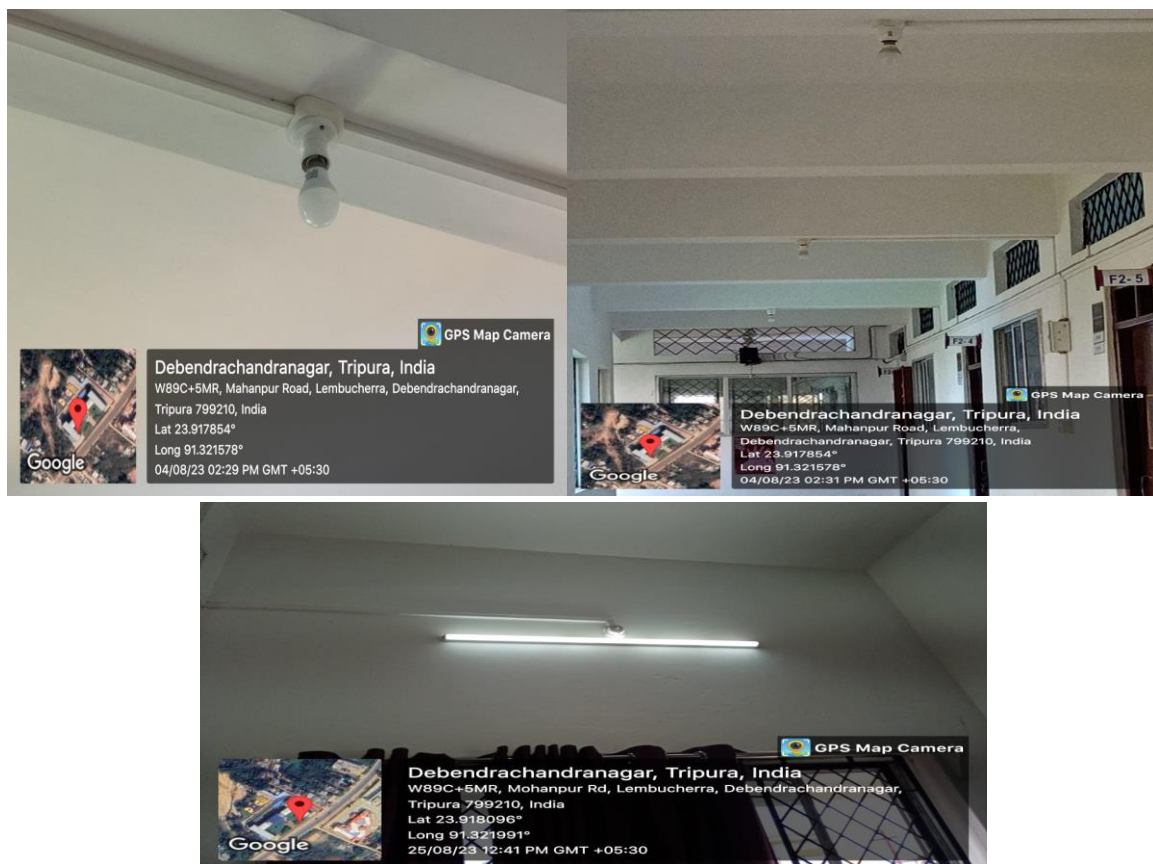 GPS Map Camera
Debendrachandranagar, Tripura, India
W89C+5MR, Mahanpur Road, Lembucherra, Debendrachandranagar,
Tripura 799210, India
Lat 23.917854°
Long 91.321578°
04/08/23 02:29 PM GMT +05:30
Google
F2-5
F2-4
GPS Map Camera
Debendrachandranagar, Tripura, India
W89C+5MR, Mahanpur Road, Lembucherra,
Debendrachandranagar, Tripura 799210, India
Lat 23.917854°
Long 91.321578°
04/08/23 02:31 PM GMT +05:30
Google
GPS Map Camera
Debendrachandranagar, Tripura, India
W89C+5MR, Mohanpur Rd, Lembucherra, Debendrachandranagar,
Tripura 799210, India
Lat 23.918096°
Long 91.321991°
25/08/23 12:41 PM GMT +05:30
Google